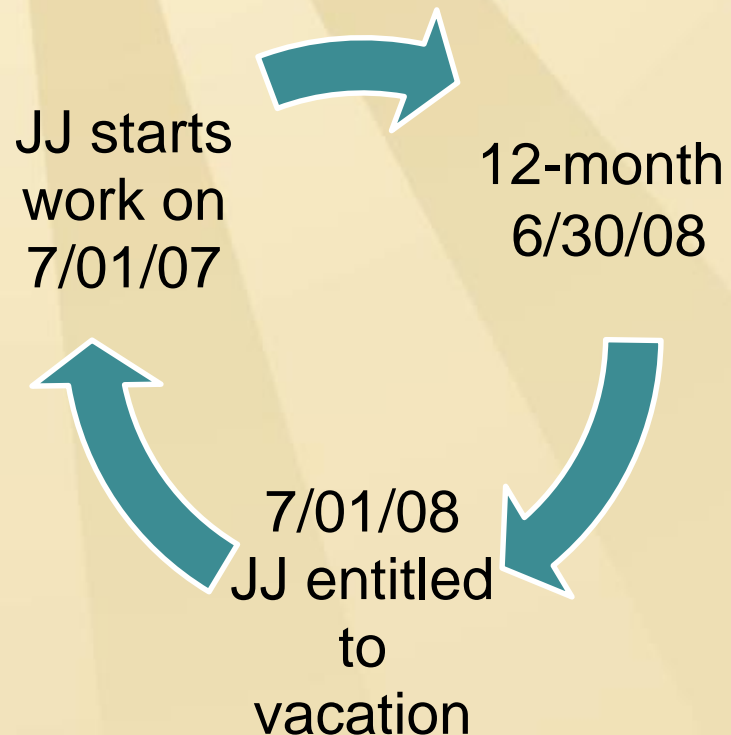 JJ starts
work on
7/01/07
12-month
6/30/08
7/01/08
JJ entitled
to
vacation